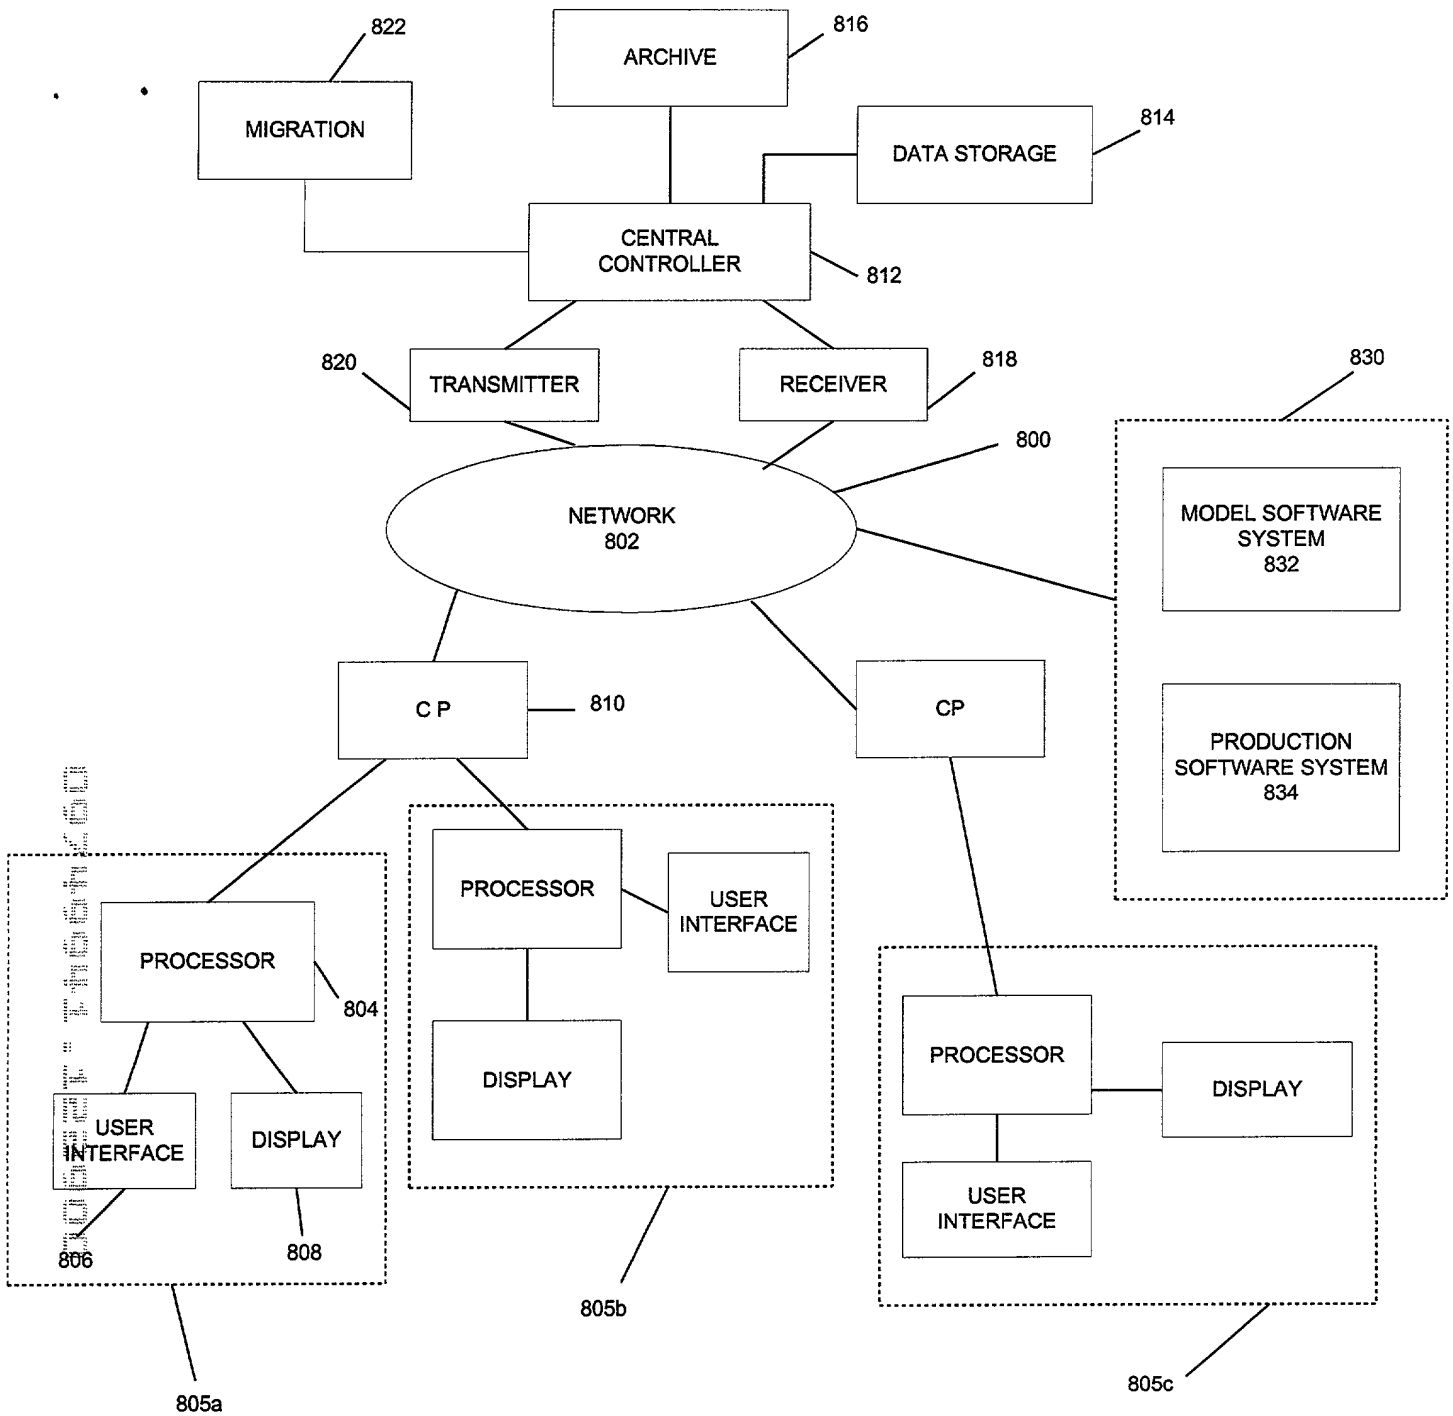 822
ARCHIVE
816
MIGRATION
DATA STORAGE
814
CENTRAL
CONTROLLER
812
820
TRANSMITTER
RECEIVER
818
830
800
NETWORK
802
MODEL SOFTWARE
SYSTEM
832
C P
810
CP
PRODUCTION
SOFTWARE SYSTEM
834
PROCESSOR
USER
INTERFACE
PROCESSOR
804
DISPLAY
PROCESSOR
DISPLAY
USER
INTERFACE
DISPLAY
USER
INTERFACE
806
808
805b
805a
805c